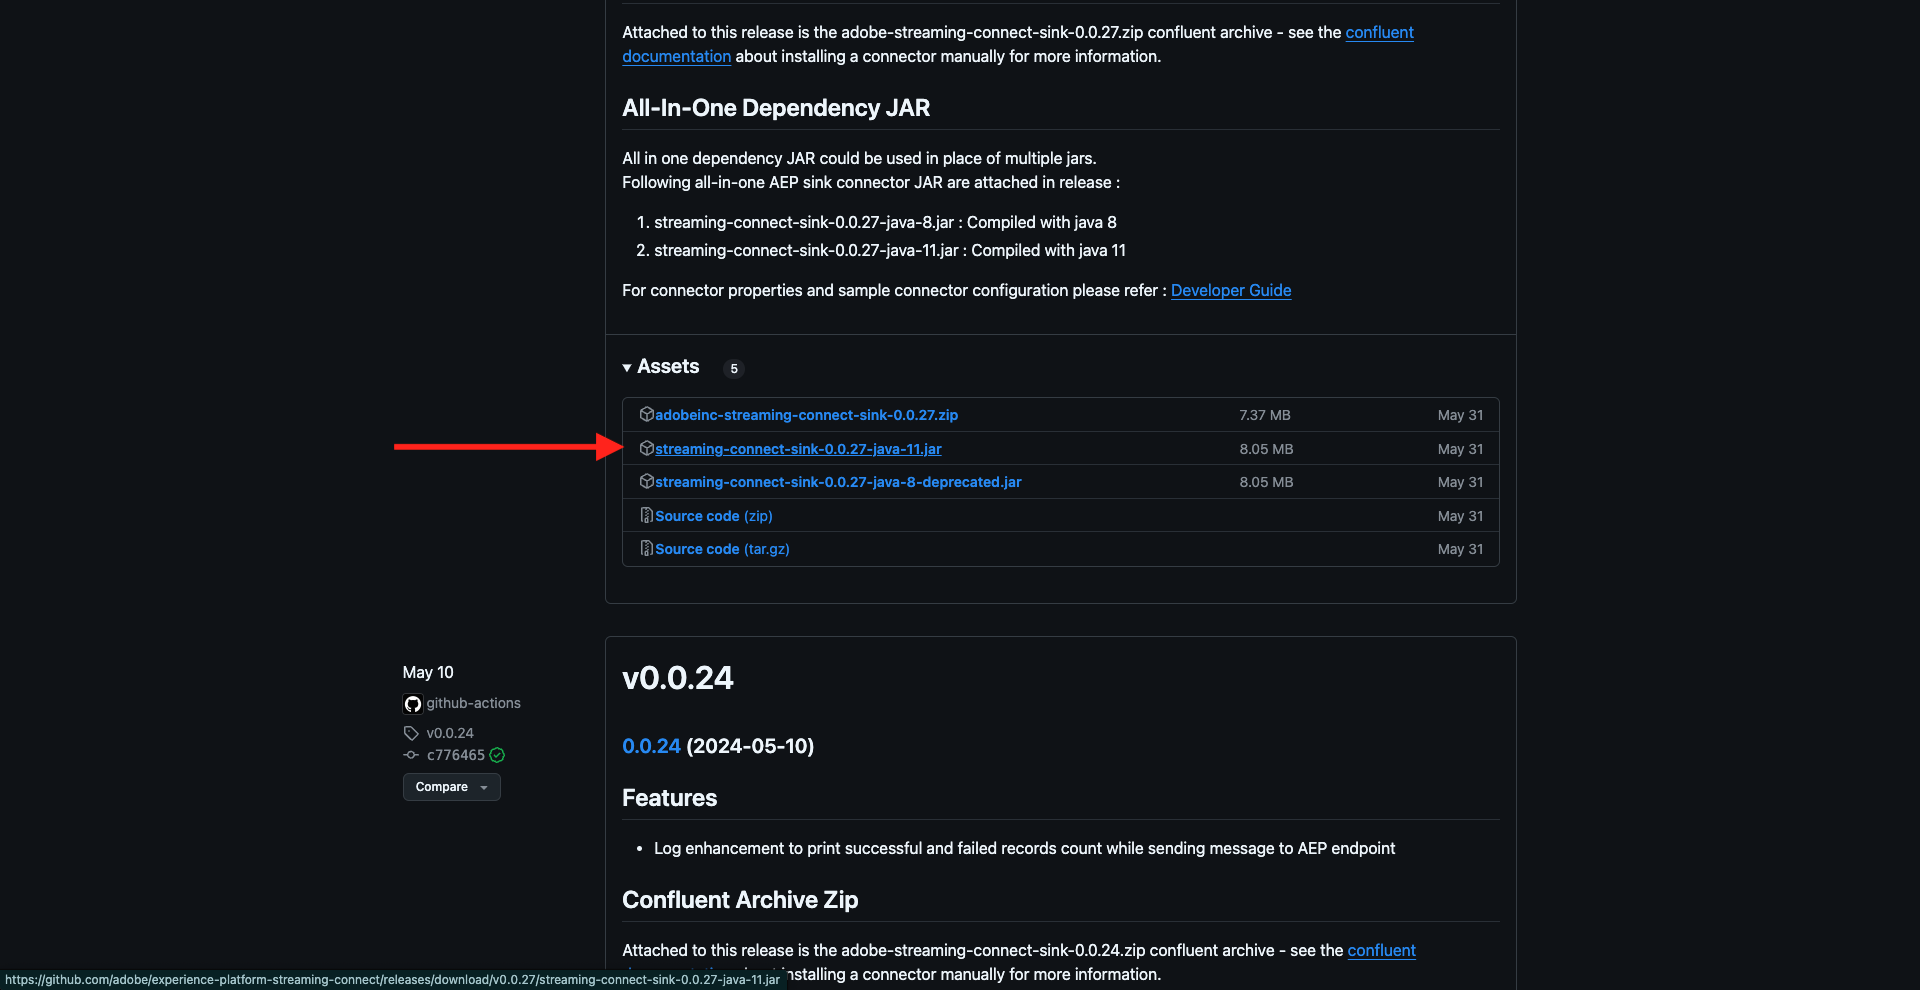 Attached to this release is the adobe-streaming-connect-sink-0.0.27.zip confluent archive - see the confluent
documentation about installing a connector manually for more information.
All-In-One Dependency JAR
All in one dependency JAR could be used in place of multiple jars.
Following all-in-one AEP sink connector JAR are attached in release :
1. streaming-connect-sink-0.0.27-java-8.jar : Compiled with java 8
2. streaming-connect-sink-0.0.27-java-11.jar : Compiled with java 11
For connector properties and sample connector configuration please refer : Developer Guide
Assets 5
adobeinc-streaming-connect-sink-0.0.27.zip 7.37 MB May 31
streaming-connect-sink-0.0.27-java-11.jar 8.05 MB May 31
streaming-connect-sink-0.0.27-java-8-deprecated.jar 8.05 MB May 31
Source code (zip) May 31
Source code (tar.gz) May 31
May 10
github-actions
v0.0.24
c776465
Compare
v0.0.24
0.0.24 (2024-05-10)
Features
• Log enhancement to print successful and failed records count while sending message to AEP endpoint
Confluent Archive Zip
Attached to this release is the adobe-streaming-connect-sink-0.0.24.zip confluent archive - see the confluent
installing a connector manually for more information.
https://github.com/adobe/experience-platform-streaming-connect/releases/download/v0.0.27/streaming-connect-sink-0.0.27-java-11.jar